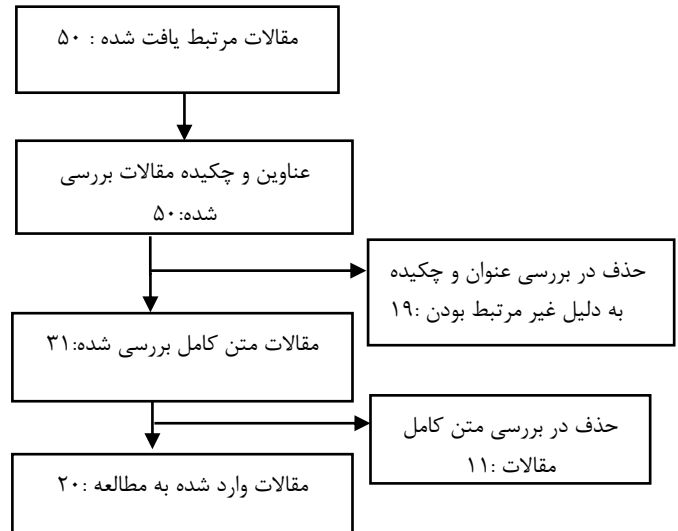 مقالات مرتبط یافت شده : ۵۰
عناوین و چکیده مقالات بررسی
شده:۵۰
حذف در بررسی عنوان و چکیده
به دلیل غیر مرتبط بودن :۱۹
مقالات متن کامل بررسی شده:۳۱
حذف در بررسی متن کامل
مقالات :۱۱
مقالات وارد شده به مطالعه :۲۰